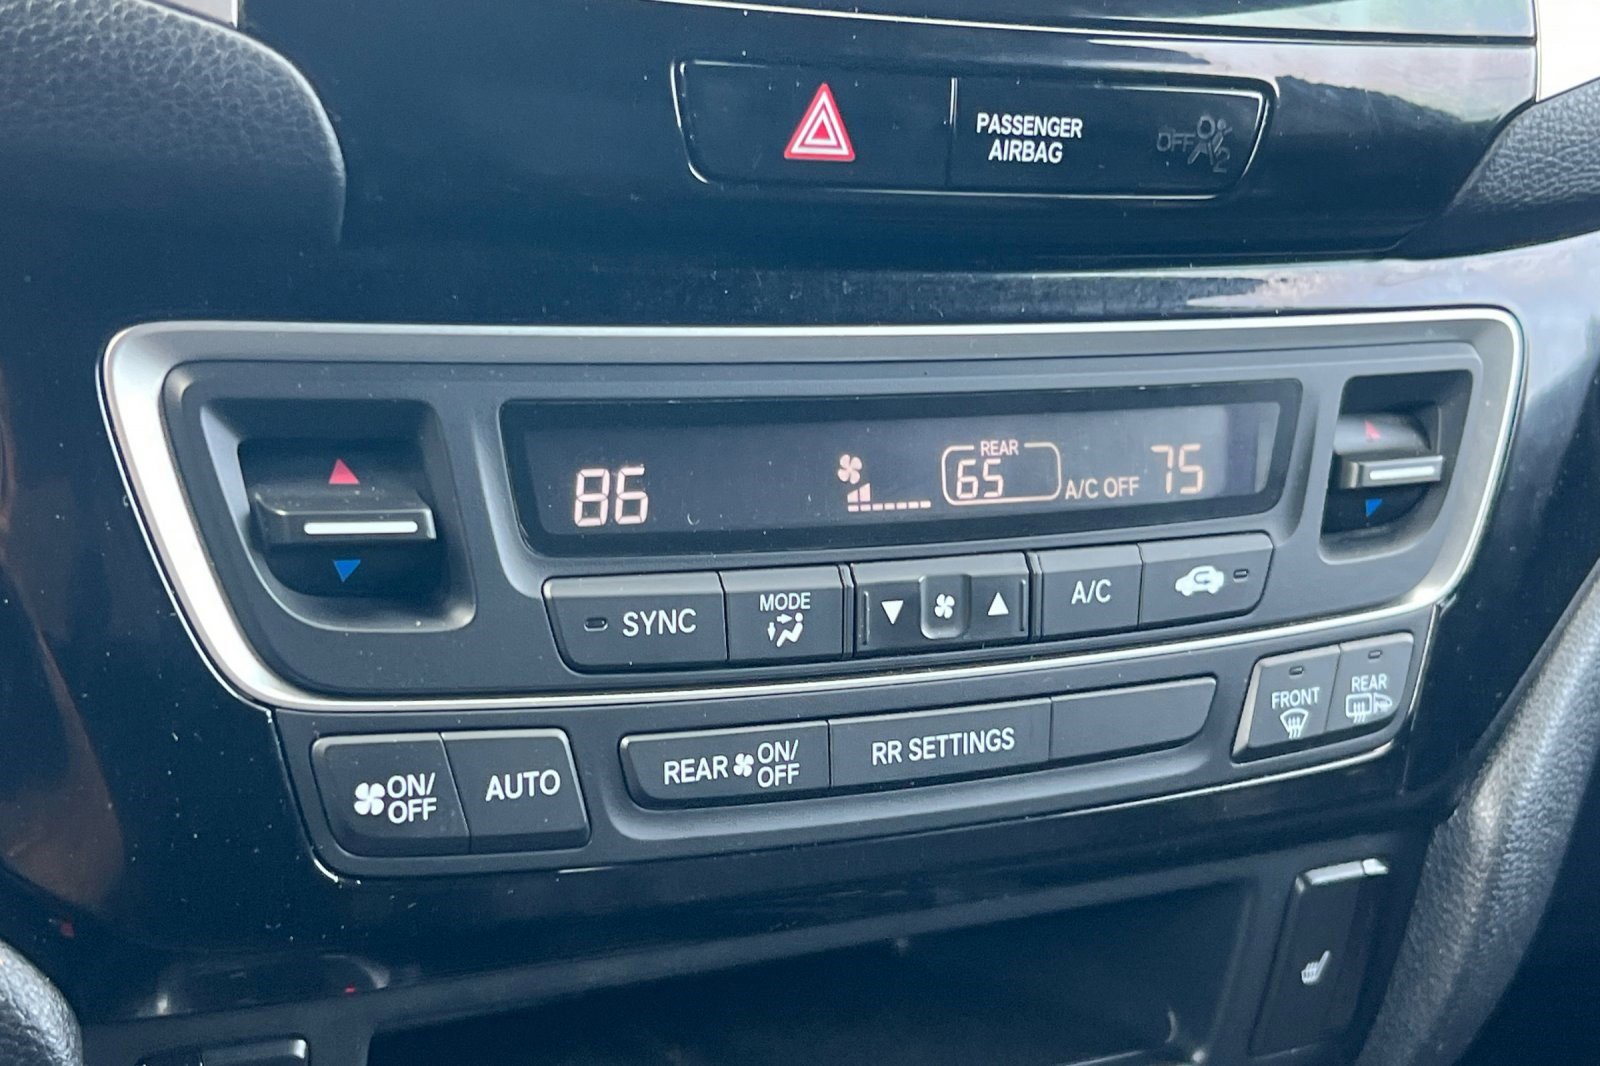 PASSENGER
AIRBAG
OFF
2
86
REAR
65
A/C OFF
75
SYNC
MODE
A/C
ON/
OFF
AUTO
REAR ON/
OFF
RR SETTINGS
FRONT
REAR